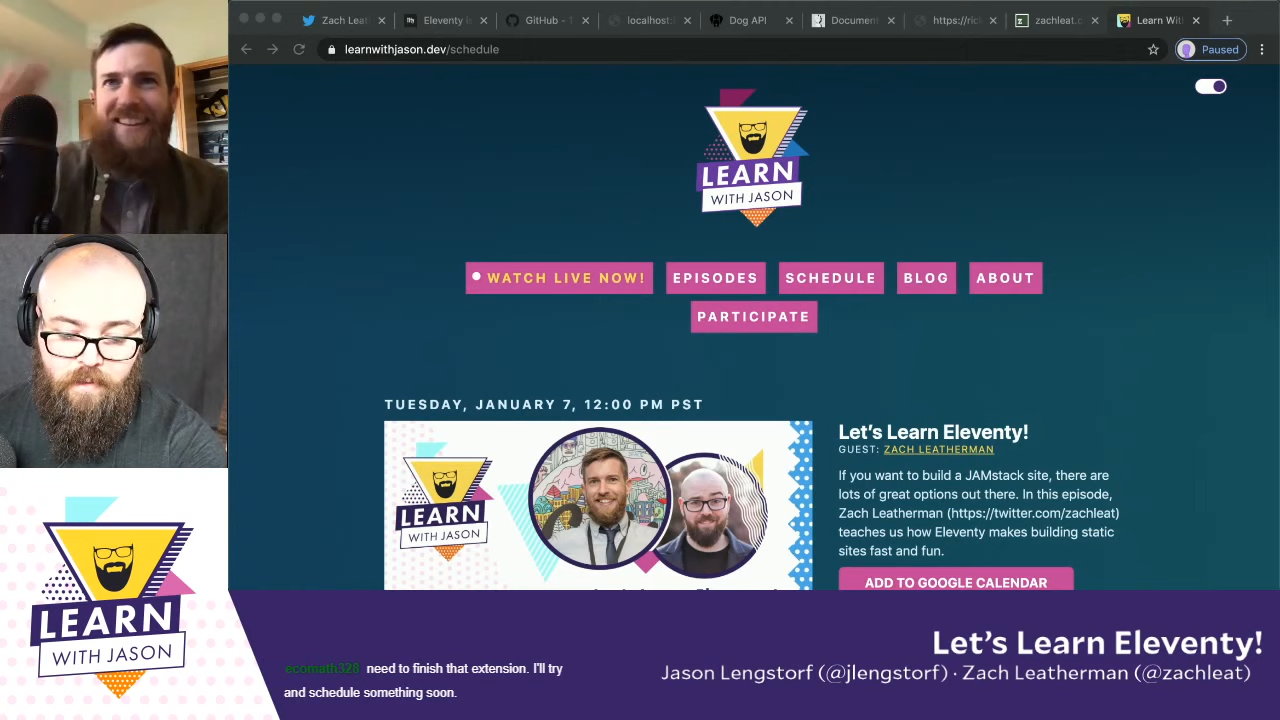 Zach Leat
Eleventy is
GitHub - 1
localhost:
Dog API
Document
https://rick
zachleat.c
Learn Wit
learnwithjason.dev/schedule
Paused
LEARN
WITH JASON
WATCH LIVE NOW!
EPISODES
SCHEDULE
BLOG
ABOUT
PARTICIPATE
TUESDAY, JANUARY 7, 12:00 PM PST
LEARN
WITH JASON
Let's Learn Eleventy!
GUEST: ZACH LEATHERMAN
If you want to build a JAMstack site, there are
lots of great options out there. In this episode,
Zach Leatherman (https://twitter.com/zachleat)
teaches us how Eleventy makes building static
sites fast and fun.
ADD TO GOOGLE CALENDAR
LEARN
WITH JASON
ecomath328 need to finish that extension. I'll try
and schedule something soon.
Let's Learn Eleventy!
Jason Lengstorf (@jlengstorf) · Zach Leatherman (@zachleat)